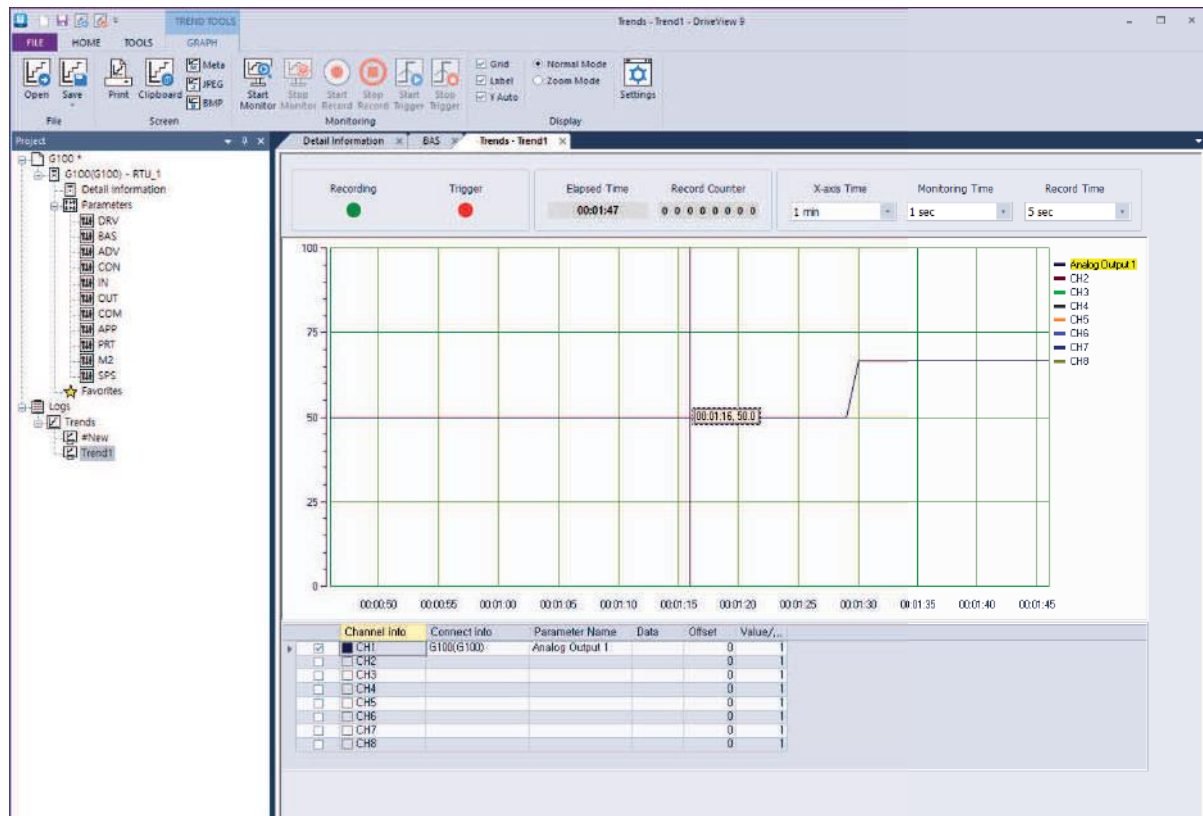 TREND TOOLS
Trends - Trend1 - DriveView 9
FILE HOME TOOLS GRAPH
Meta
JPEG
BMP
Open Save Print Clipboard
Start Monitor Stop Monitor Start Record Stop Record Start Trigger Stop Trigger
Grid Normal Mode
Label Zoom Mode
Y Auto
Settings
File Screen Monitoring Display
Project
Detail Information BAS Trends - Trend1
G100 *
G100(G100) - RTU_1
Detail Information
Parameters
DRV
BAS
ADV
CON
IN
OUT
COM
APP
PRT
M2
SPS
Favorites
Logs
Trends
#New
Trend1
Recording Trigger Elapsed Time Record Counter X-axis Time Monitoring Time Record Time
00:01:47 0 0 0 0 0 0 0 0 1 min 1 sec 5 sec
100
75
50
25
0
00:01:16, 50.0
Analog Output 1
CH2
CH3
CH4
CH5
CH6
CH7
CH8
00:00:50 00:00:55 00:01:00 00:01:05 00:01:10 00:01:15 00:01:20 00:01:25 00:01:30 00:01:35 00:01:40 00:01:45
Channel info Connect Info Parameter Name Data Offset Value/,..
CH1 G100(G100) Analog Output 1 0 1
CH2 0 1
CH3 0 1
CH4 0 1
CH5 0 1
CH6 0 1
CH7 0 1
CH8 0 1